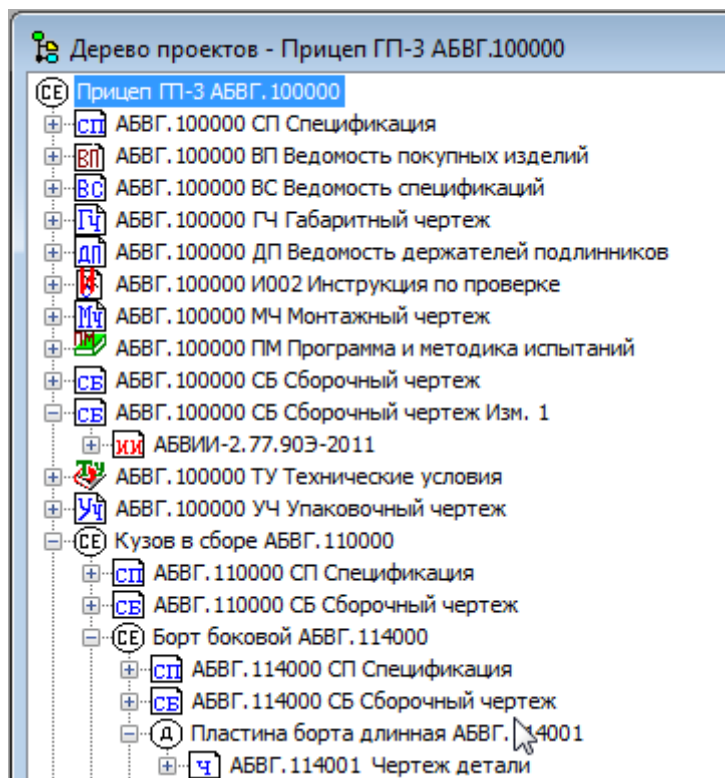 Дерево проектов - Прицеп ГП-3 АБВГ.100000
СЕ Прицеп ГП-3 АБВГ.100000
СП АБВГ.100000 СП Спецификация
ВП АБВГ.100000 ВП Ведомость покупных изделий
ВС АБВГ.100000 ВС Ведомость спецификаций
ГЧ АБВГ.100000 ГЧ Габаритный чертеж
ДП АБВГ.100000 ДП Ведомость держателей подлинников
АБВГ.100000 И002 Инструкция по проверке
МЧ АБВГ.100000 МЧ Монтажный чертеж
ПМ АБВГ.100000 ПМ Программа и методика испытаний
СБ АБВГ.100000 СБ Сборочный чертеж
СБ АБВГ.100000 СБ Сборочный чертеж Изм. 1
ИИ АБВИИ-2.77.90Э-2011
ТУ АБВГ.100000 ТУ Технические условия
УЧ АБВГ.100000 УЧ Упаковочный чертеж
СЕ Кузов в сборе АБВГ.110000
СП АБВГ.110000 СП Спецификация
СБ АБВГ.110000 СБ Сборочный чертеж
СЕ Борт боковой АБВГ.114000
СП АБВГ.114000 СП Спецификация
СБ АБВГ.114000 СБ Сборочный чертеж
Д Пластина борта длинная АБВГ.114001
Ч АБВГ.114001 Чертеж детали